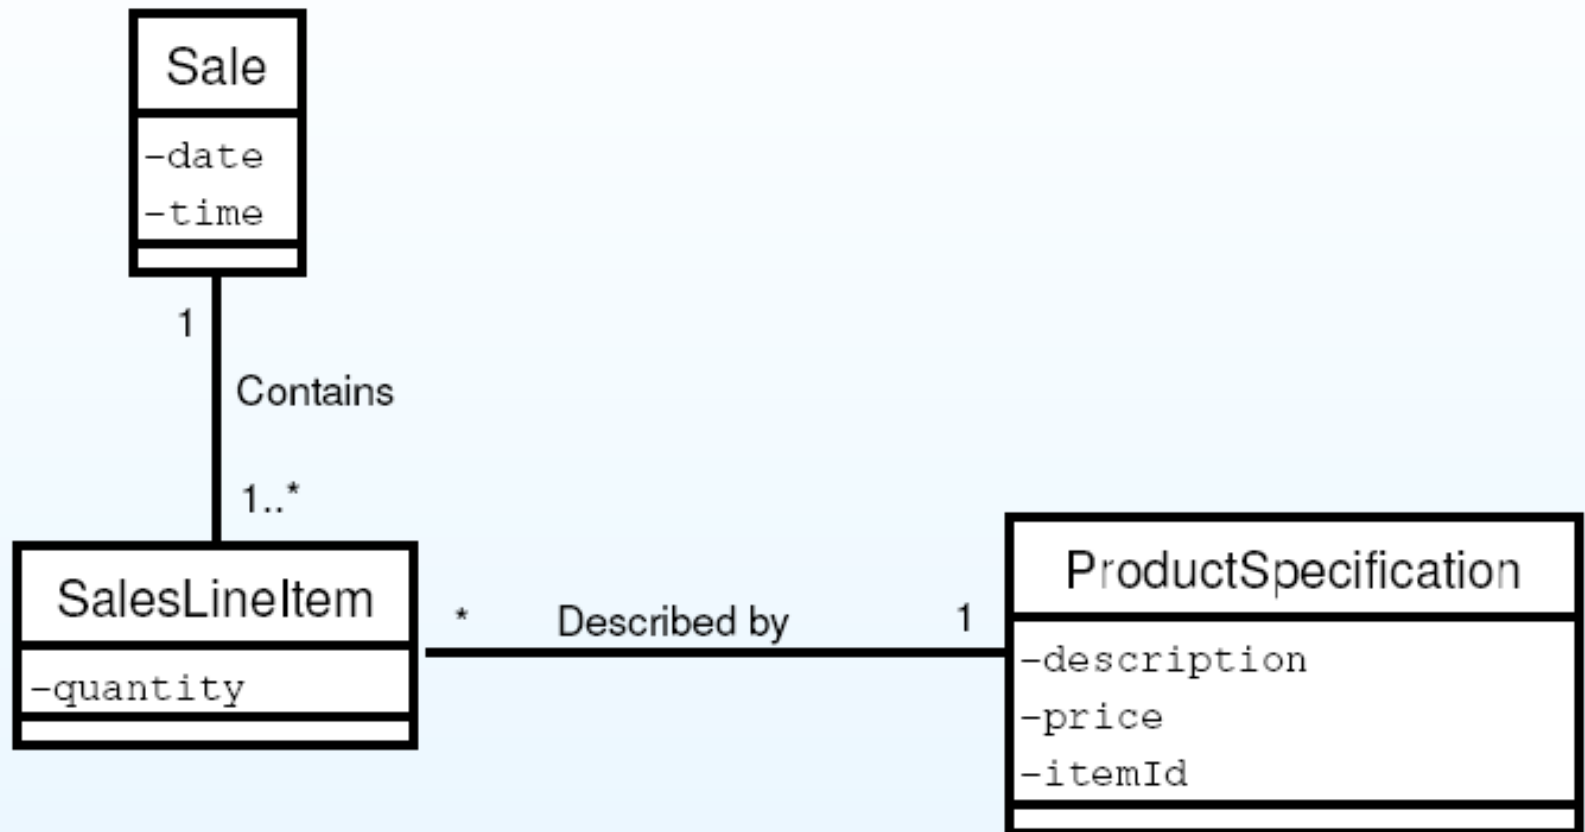 Sale
-date
-time
1
Contains
1..*
SalesLineItem
-quantity
* Described by 1
ProductSpecification
-description
-price
-itemId